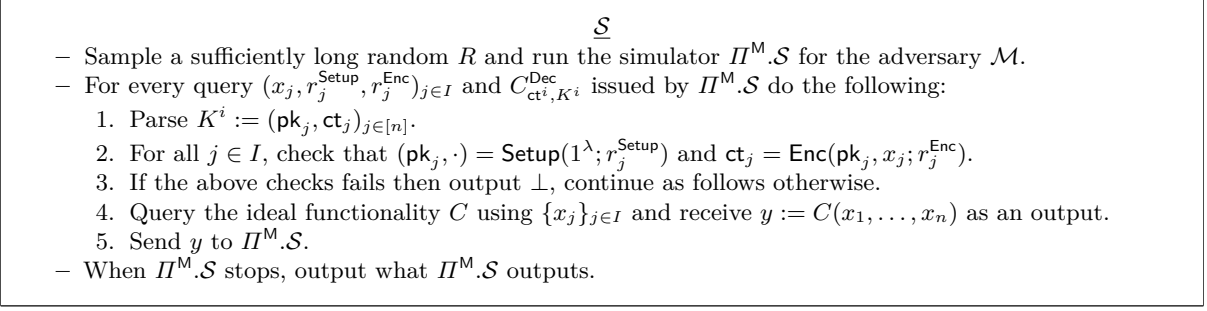 S
– Sample a sufficiently long random R and run the simulator Π^M.S for the adversary M.
– For every query (x_j, r_j^Setup, r_j^Enc)_{j∈I} and C^Dec_{ct^i,K^i} issued by Π^M.S do the following:
1. Parse K^i := (pk_j, ct_j)_{j∈[n]}.
2. For all j ∈ I, check that (pk_j, ·) = Setup(1^λ; r_j^Setup) and ct_j = Enc(pk_j, x_j; r_j^Enc).
3. If the above checks fails then output ⊥, continue as follows otherwise.
4. Query the ideal functionality C using {x_j}_{j∈I} and receive y := C(x_1, . . . , x_n) as an output.
5. Send y to Π^M.S.
– When Π^M.S stops, output what Π^M.S outputs.